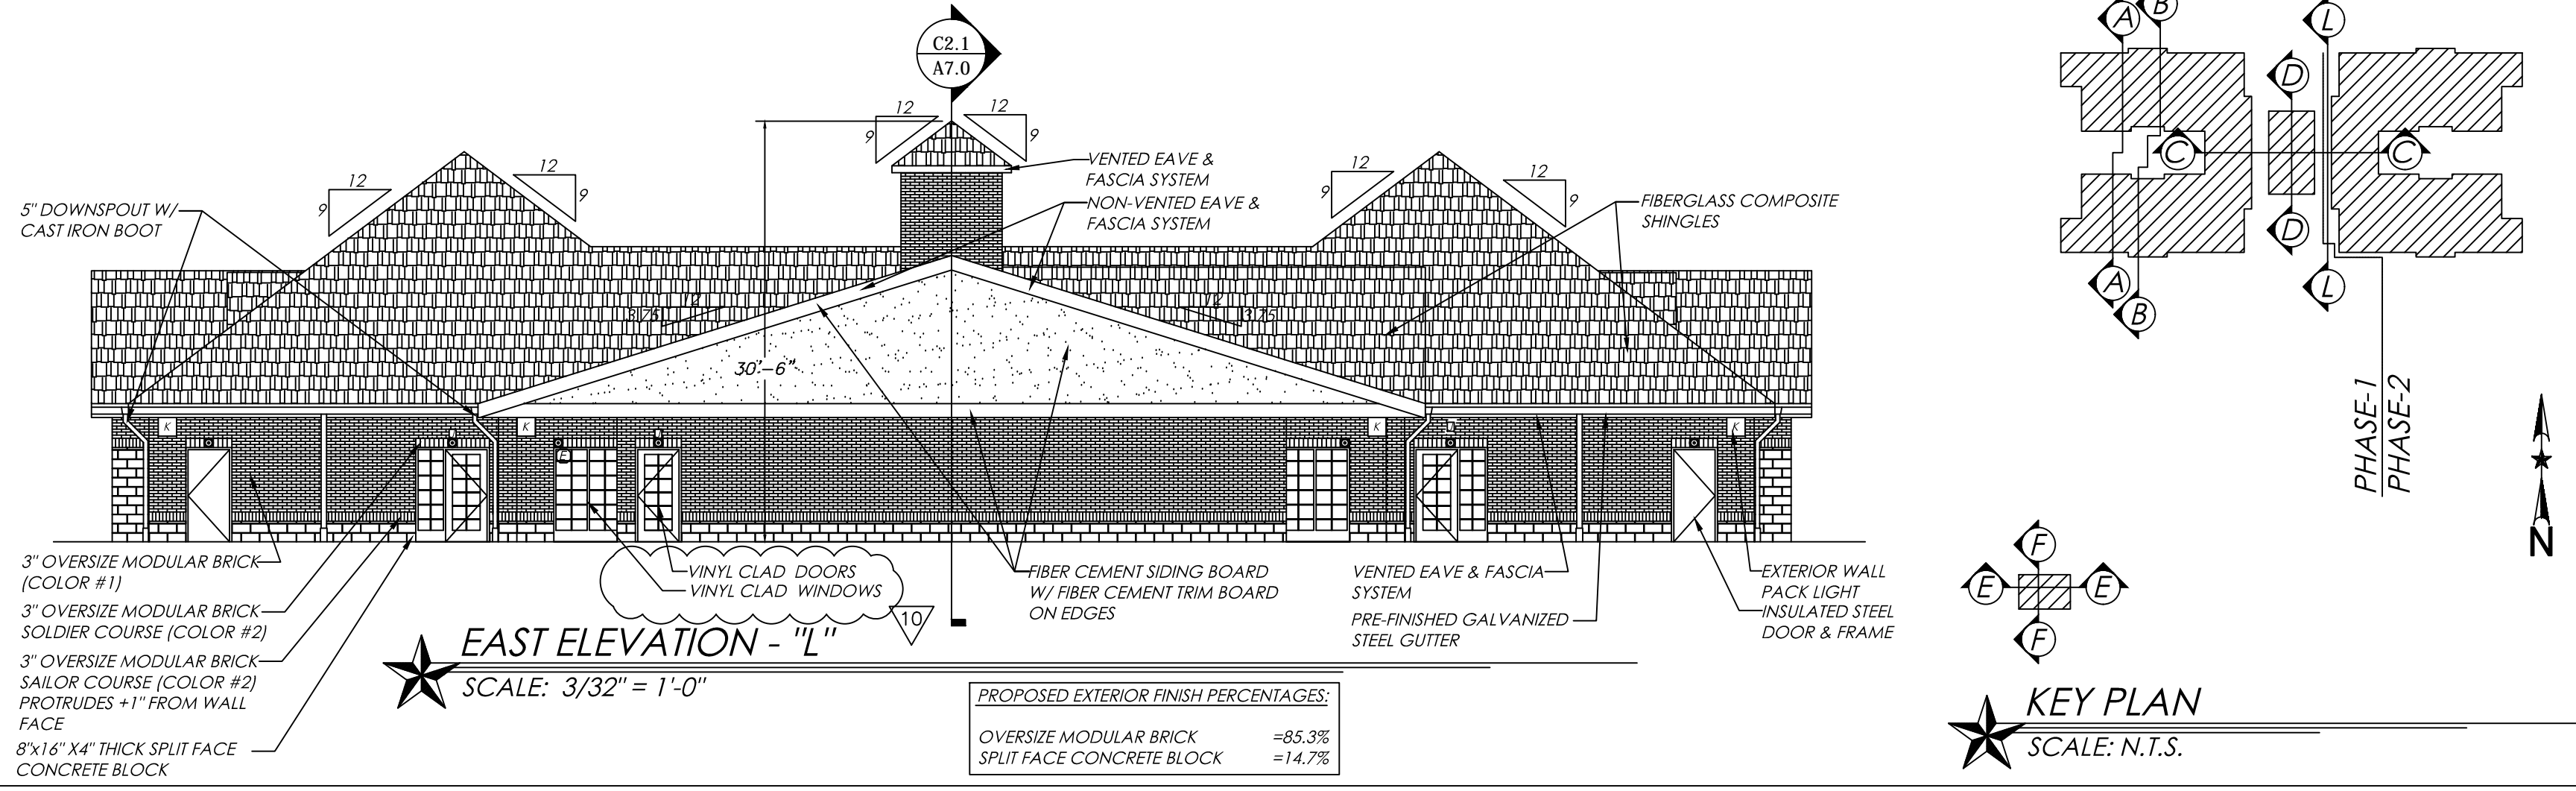 C2.1
A7.0
12
12
9
9
12
12
9
9
12
12
9
9
VENTED EAVE &
FASCIA SYSTEM
NON-VENTED EAVE &
FASCIA SYSTEM
FIBERGLASS COMPOSITE
SHINGLES
5" DOWNSPOUT W/
CAST IRON BOOT
12
3.75
12
3.75
30'-6"
K
K
K
K
E
3" OVERSIZE MODULAR BRICK
(COLOR #1)
3" OVERSIZE MODULAR BRICK
SOLDIER COURSE (COLOR #2)
3" OVERSIZE MODULAR BRICK
SAILOR COURSE (COLOR #2)
PROTRUDES +1" FROM WALL
FACE
8"x16" X4" THICK SPLIT FACE
CONCRETE BLOCK
VINYL CLAD DOORS
VINYL CLAD WINDOWS
10
FIBER CEMENT SIDING BOARD
W/ FIBER CEMENT TRIM BOARD
ON EDGES
VENTED EAVE & FASCIA
SYSTEM
PRE-FINISHED GALVANIZED
STEEL GUTTER
EXTERIOR WALL
PACK LIGHT
INSULATED STEEL
DOOR & FRAME
EAST ELEVATION - "L"
SCALE: 3/32" = 1'-0"
PROPOSED EXTERIOR FINISH PERCENTAGES:
OVERSIZE MODULAR BRICK =85.3%
SPLIT FACE CONCRETE BLOCK =14.7%
A
B
L
D
C
C
D
A
B
L
PHASE-1
PHASE-2
N
F
E
E
F
KEY PLAN
SCALE: N.T.S.